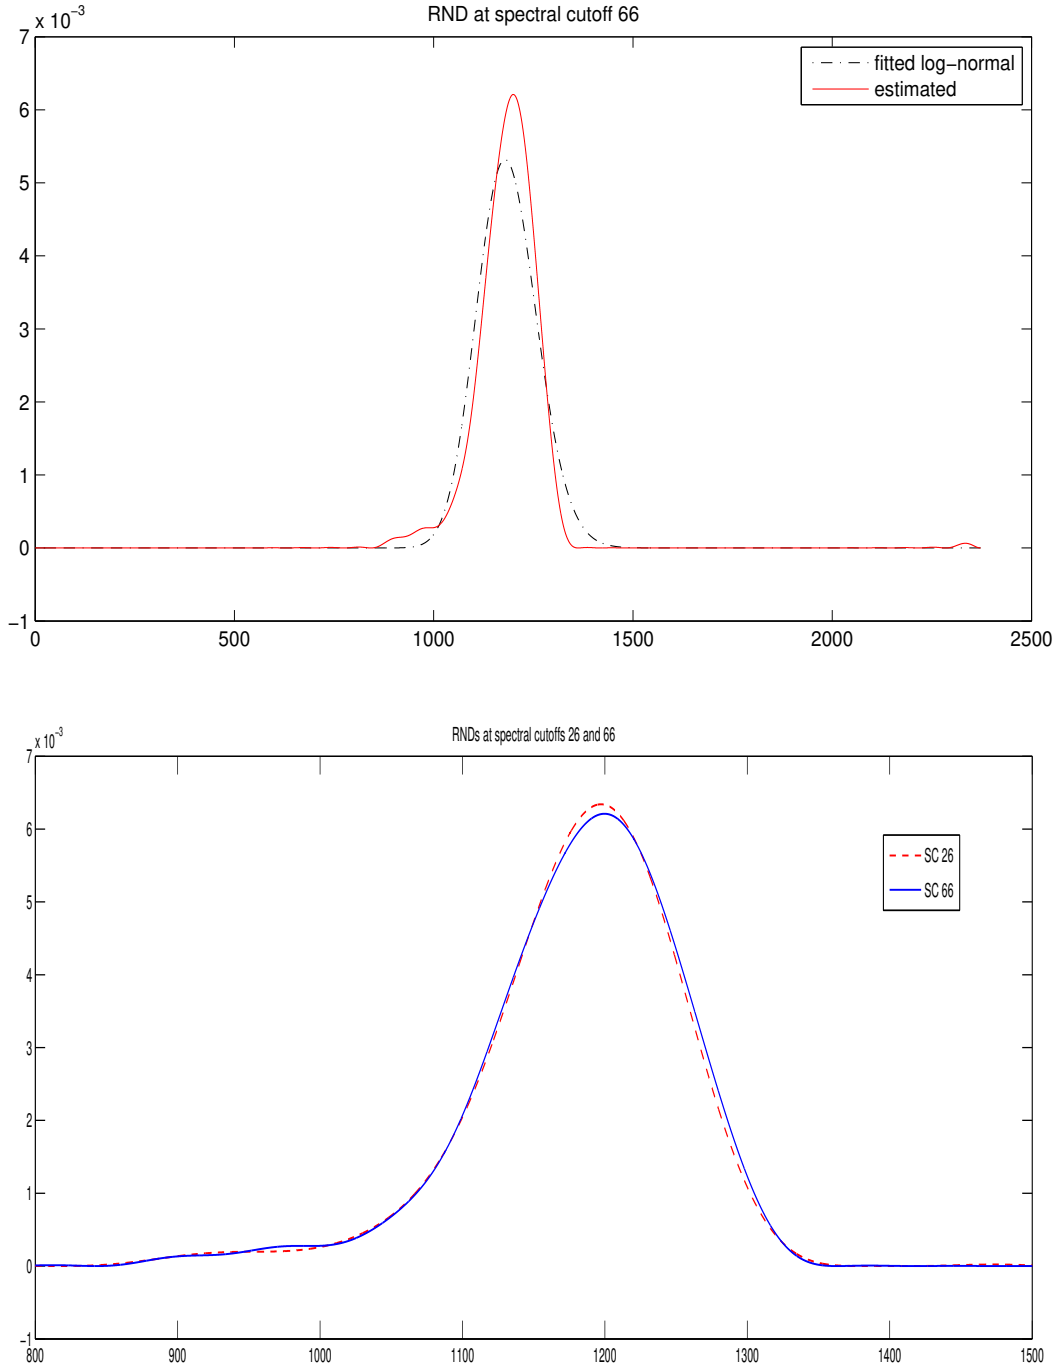 RND at spectral cutoff 66
x 10−3
7
6
5
4
3
2
1
0
−1
0 500 1000 1500 2000 2500
fitted log−normal
estimated
RNDs at spectral cutoffs 26 and 66
x 10−3
7
6
5
4
3
2
1
0
−1
800 900 1000 1100 1200 1300 1400 1500
SC 26
SC 66